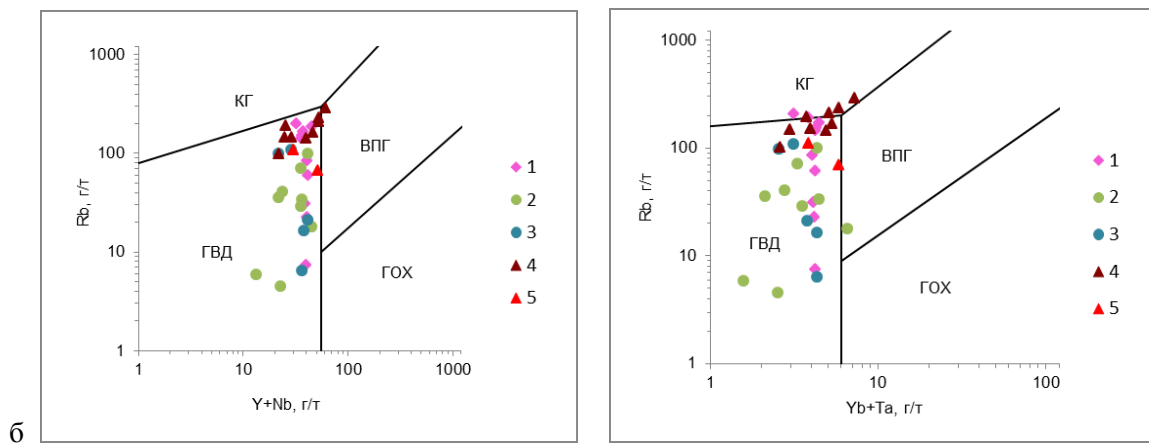 1000
100
10
1
Rb, г/т
КГ
ВПГ
ГВД
ГОХ
1 10 100 1000
Y+Nb, г/т
1
2
3
4
5
1000
100
10
1
Rb, г/т
КГ
ВПГ
ГВД
ГОХ
1 10 100
Yb+Ta, г/т
1
2
3
4
5
б